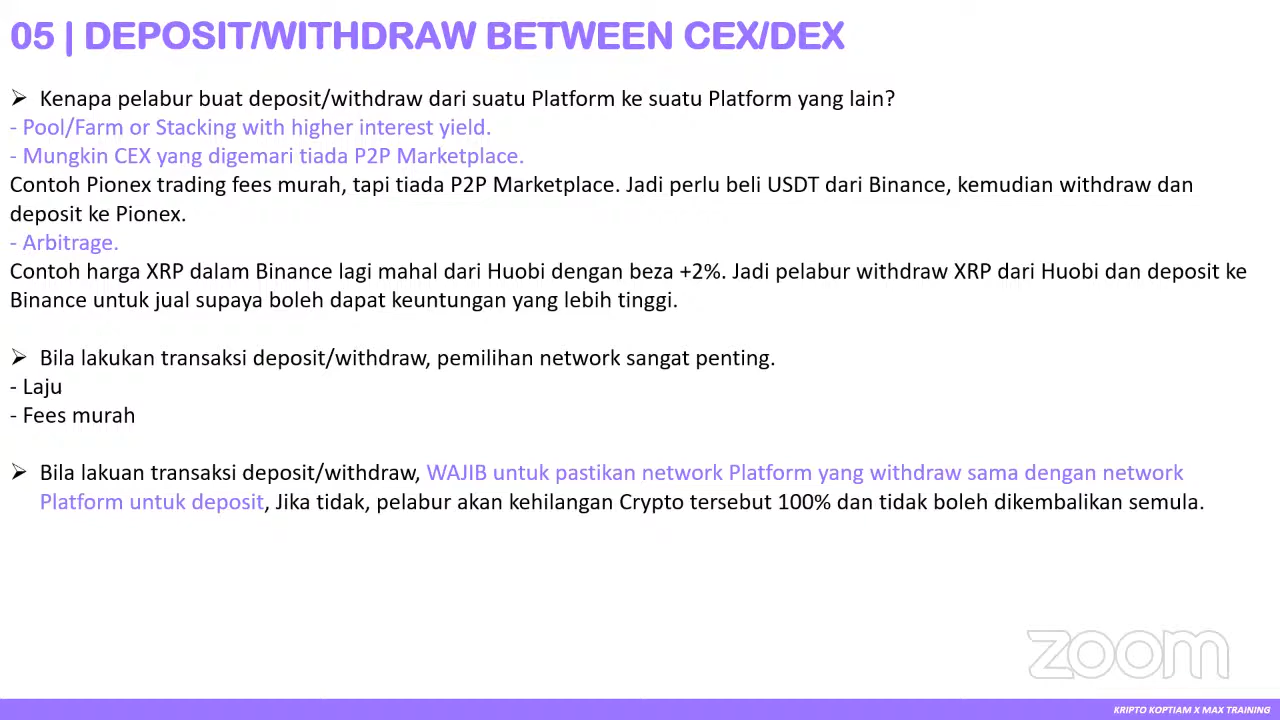 05 | DEPOSIT/WITHDRAW BETWEEN CEX/DEX
➢ Kenapa pelabur buat deposit/withdraw dari suatu Platform ke suatu Platform yang lain?
- Pool/Farm or Stacking with higher interest yield.
- Mungkin CEX yang digemari tiada P2P Marketplace.
Contoh Pionex trading fees murah, tapi tiada P2P Marketplace. Jadi perlu beli USDT dari Binance, kemudian withdraw dan
deposit ke Pionex.
- Arbitrage.
Contoh harga XRP dalam Binance lagi mahal dari Huobi dengan beza +2%. Jadi pelabur withdraw XRP dari Huobi dan deposit ke
Binance untuk jual supaya boleh dapat keuntungan yang lebih tinggi.
➢ Bila lakukan transaksi deposit/withdraw, pemilihan network sangat penting.
- Laju
- Fees murah
➢ Bila lakuan transaksi deposit/withdraw, WAJIB untuk pastikan network Platform yang withdraw sama dengan network
Platform untuk deposit, Jika tidak, pelabur akan kehilangan Crypto tersebut 100% dan tidak boleh dikembalikan semula.
zoom
KRIPTO KOPTIAM X MAX TRAINING